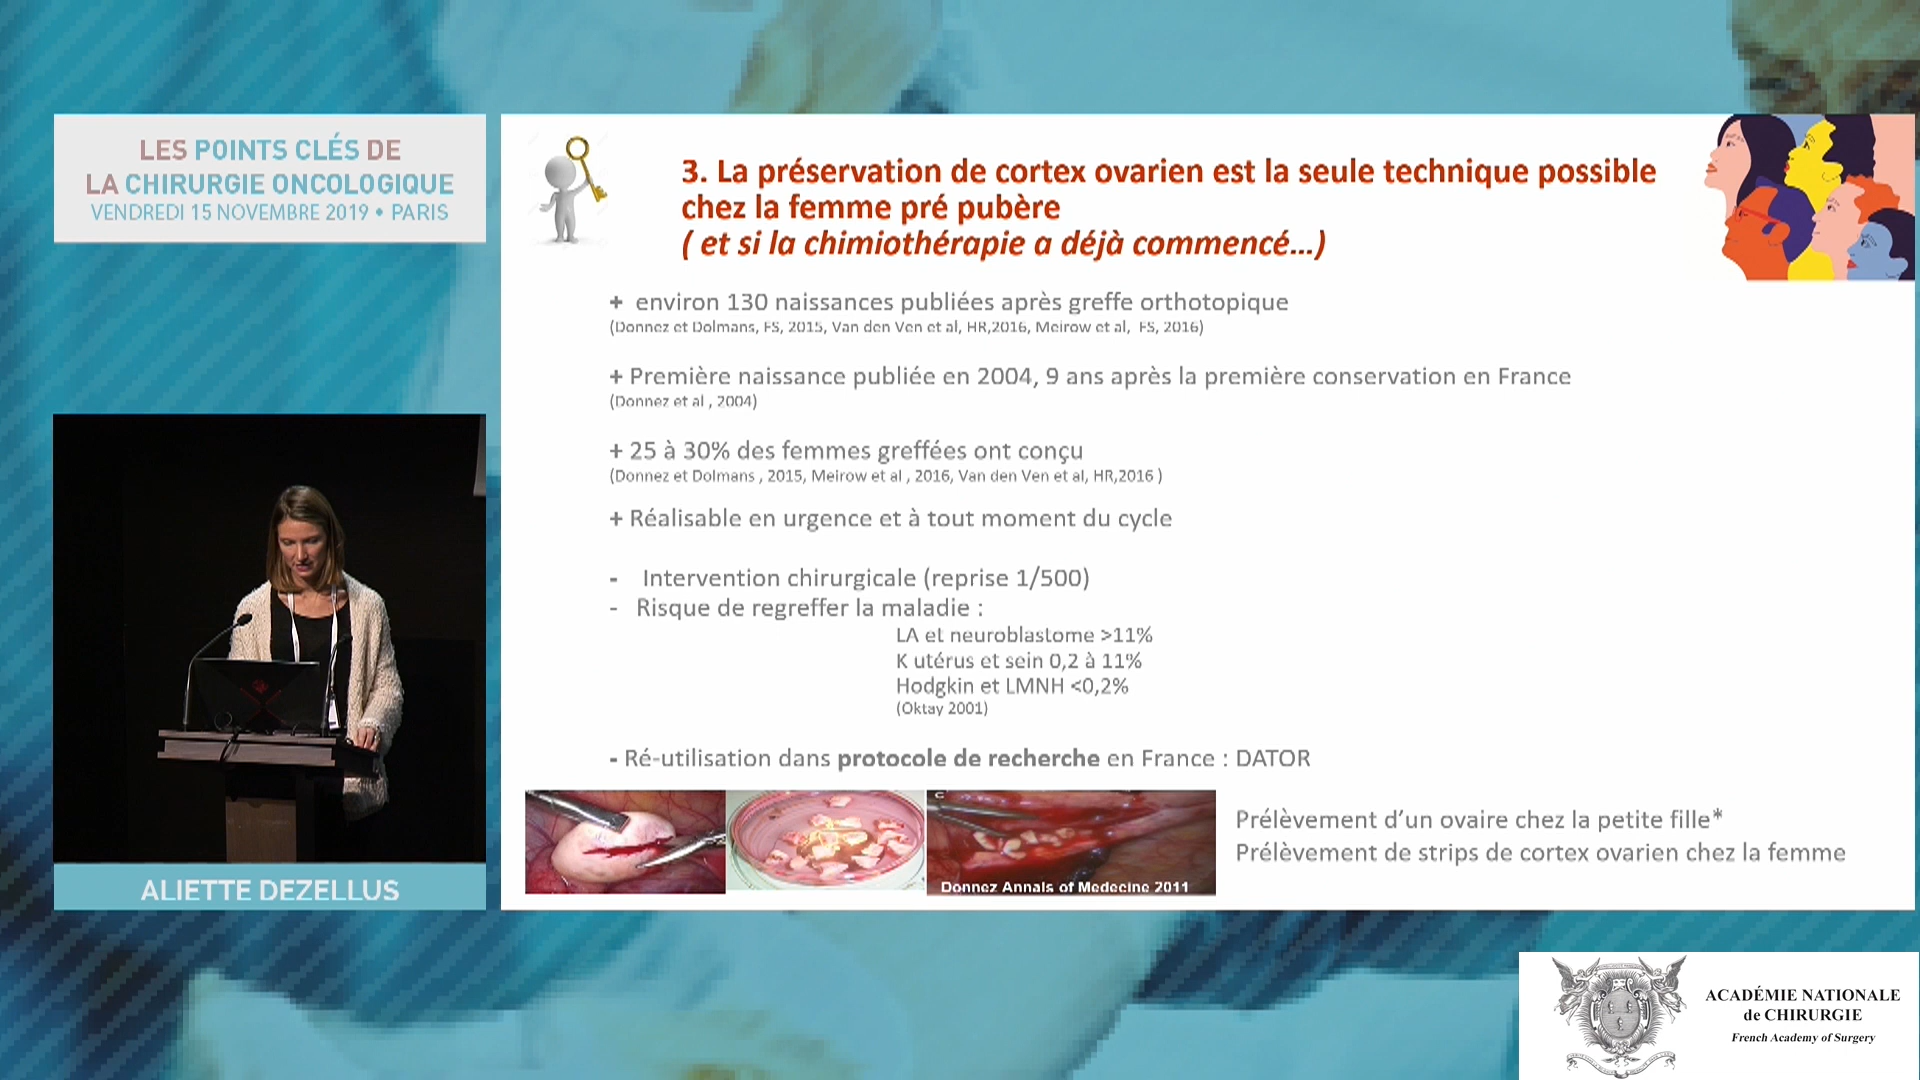 LES POINTS CLÉS DE
LA CHIRURGIE ONCOLOGIQUE
VENDREDI 15 NOVEMBRE 2019 • PARIS
3. La préservation de cortex ovarien est la seule technique possible
chez la femme pré pubère
( et si la chimiothérapie a déjà commencé...)
+ environ 130 naissances publiées après greffe orthotopique
(Donnez et Dolmans, FS, 2015, Van den Ven et al, HR,2016, Meirow et al, FS, 2016)
+ Première naissance publiée en 2004, 9 ans après la première conservation en France
(Donnez et al , 2004)
+ 25 à 30% des femmes greffées ont conçu
(Donnez et Dolmans , 2015, Meirow et al , 2016, Van den Ven et al, HR,2016 )
+ Réalisable en urgence et à tout moment du cycle
- Intervention chirurgicale (reprise 1/500)
- Risque de regreffer la maladie :
LA et neuroblastome >11%
K utérus et sein 0,2 à 11%
Hodgkin et LMNH <0,2%
(Oktay 2001)
- Ré-utilisation dans protocole de recherche en France : DATOR
C
Donnez Annals of Medecine 2011
Prélèvement d'un ovaire chez la petite fille*
Prélèvement de strips de cortex ovarien chez la femme
ALIETTE DEZELLUS
ACADÉMIE NATIONALE
de CHIRURGIE
French Academy of Surgery